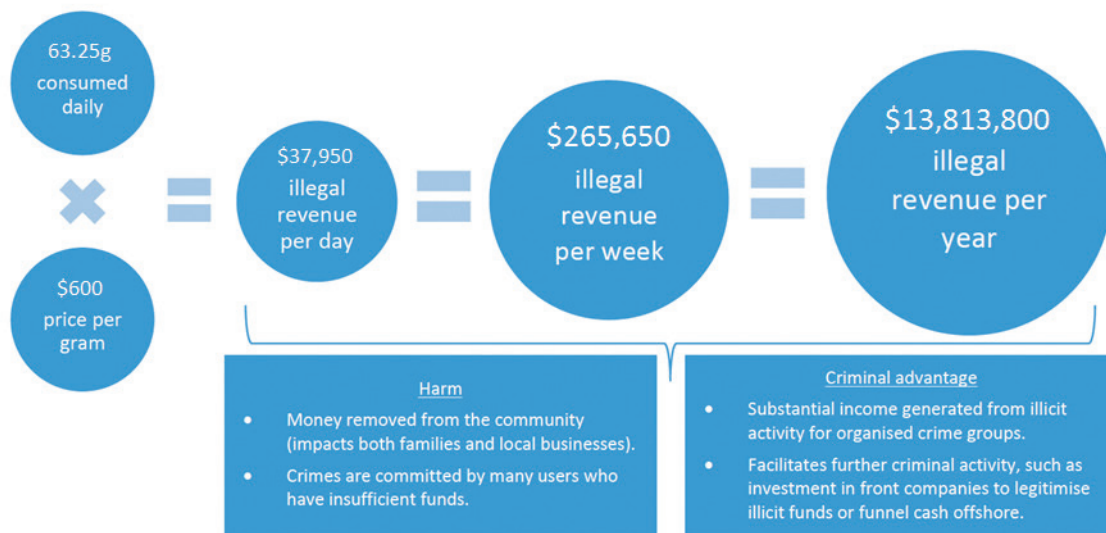 63.25g
consumed
daily
$600
price per
gram
$37,950
illegal
revenue
per day
$265,650
illegal
revenue
per week
$13,813,800
illegal
revenue per
year
Harm
• Money removed from the community
(impacts both families and local businesses).
• Crimes are committed by many users who
have insufficient funds.
Criminal advantage
• Substantial income generated from illicit
activity for organised crime groups.
• Facilitates further criminal activity, such as
investment in front companies to legitimise
illicit funds or funnel cash offshore.